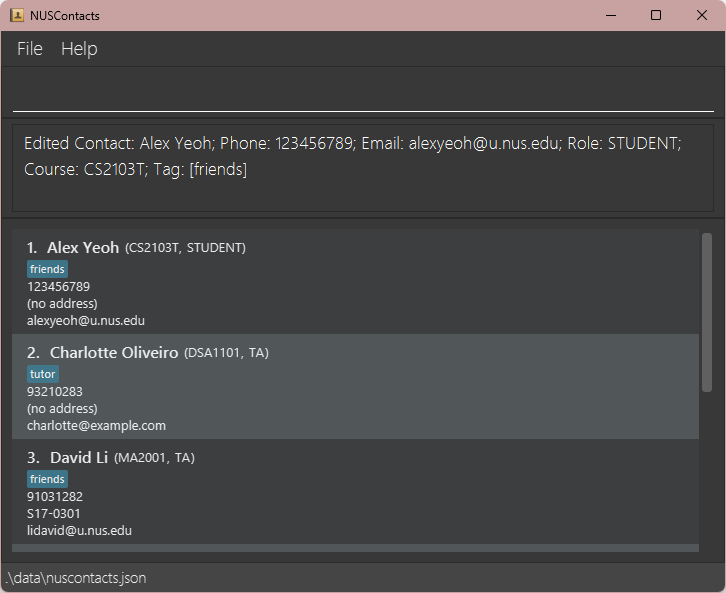 NUSContacts
File Help
Edited Contact: Alex Yeoh; Phone: 123456789; Email: alexyeoh@u.nus.edu; Role: STUDENT;
Course: CS2103T; Tag: [friends]
1. Alex Yeoh (CS2103T, STUDENT)
friends
123456789
(no address)
alexyeoh@u.nus.edu
2. Charlotte Oliveiro (DSA1101, TA)
tutor
93210283
(no address)
charlotte@example.com
3. David Li (MA2001, TA)
friends
91031282
S17-0301
lidavid@u.nus.edu
.\data\nuscontacts.json